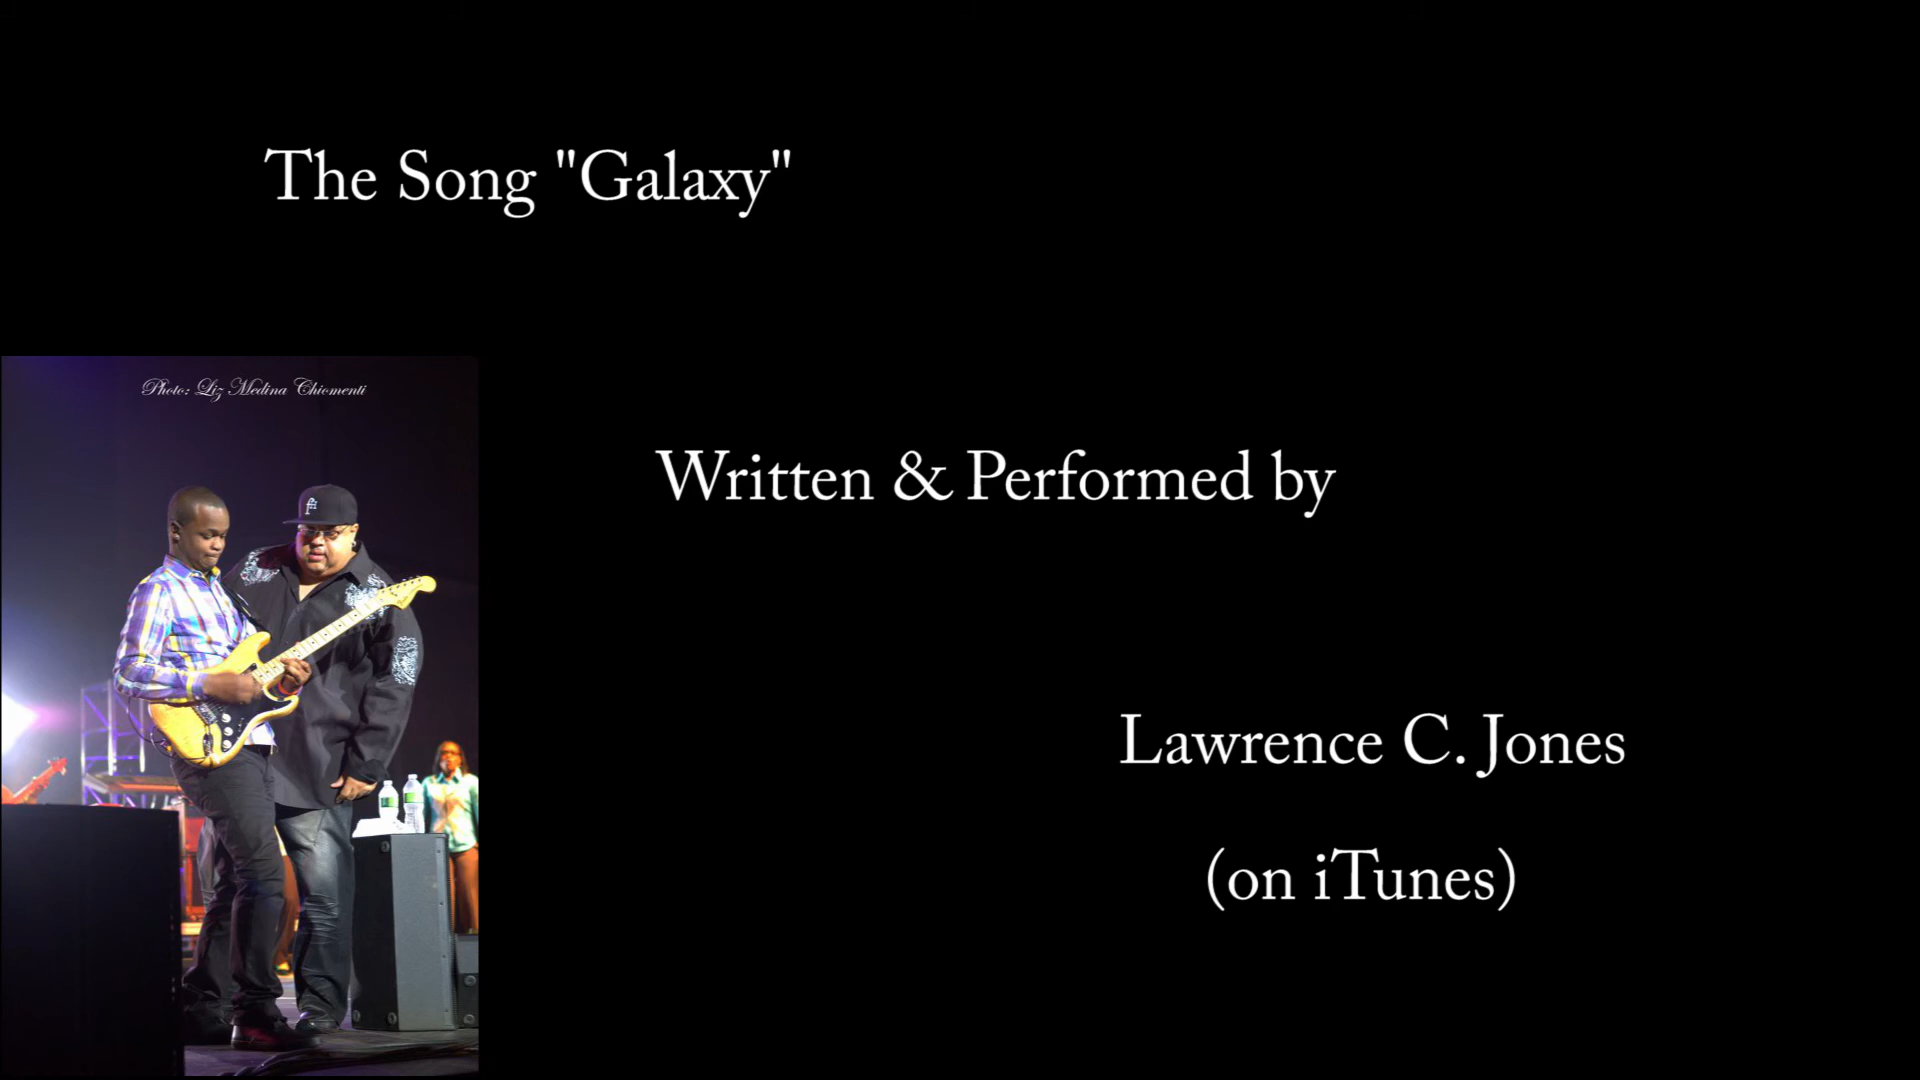 The Song "Galaxy"
Photo: Liz Medina Chiomenti
Written & Performed by
Lawrence C. Jones
(on iTunes)